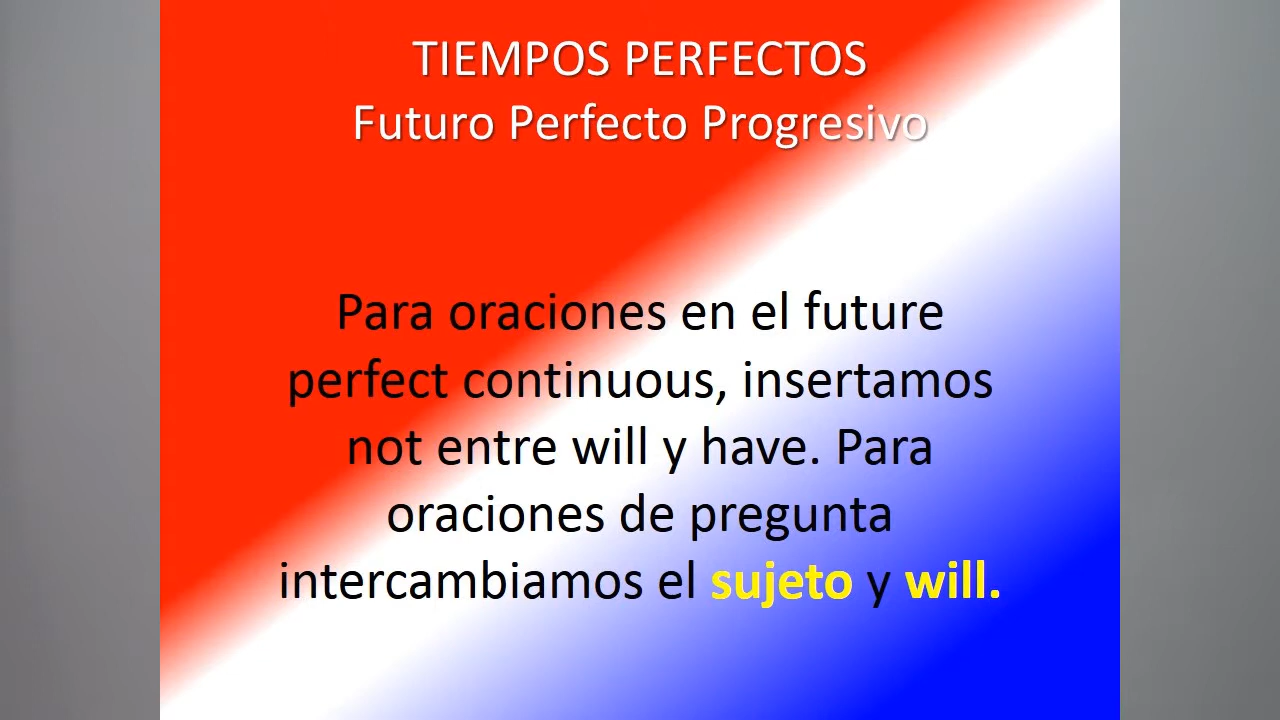 TIEMPOS PERFECTOS
Futuro Perfecto Progresivo
Para oraciones en el future
perfect continuous, insertamos
not entre will y have. Para
oraciones de pregunta
intercambiamos el sujeto y will.